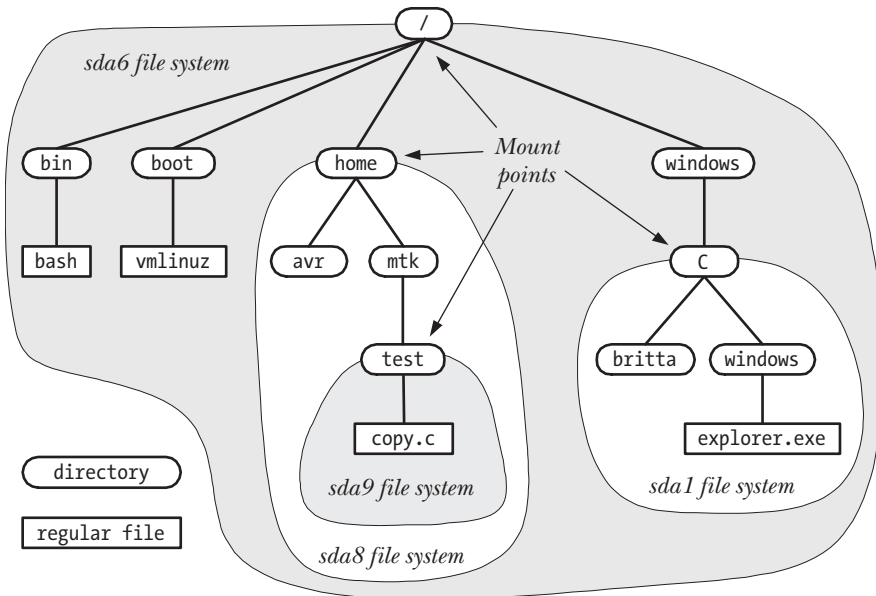 /
sda6 file system
bin
boot
home
Mount
points
windows
bash
vmlinuz
avr
mtk
C
test
britta
windows
copy.c
explorer.exe
directory
sda9 file system
sda1 file system
regular file
sda8 file system